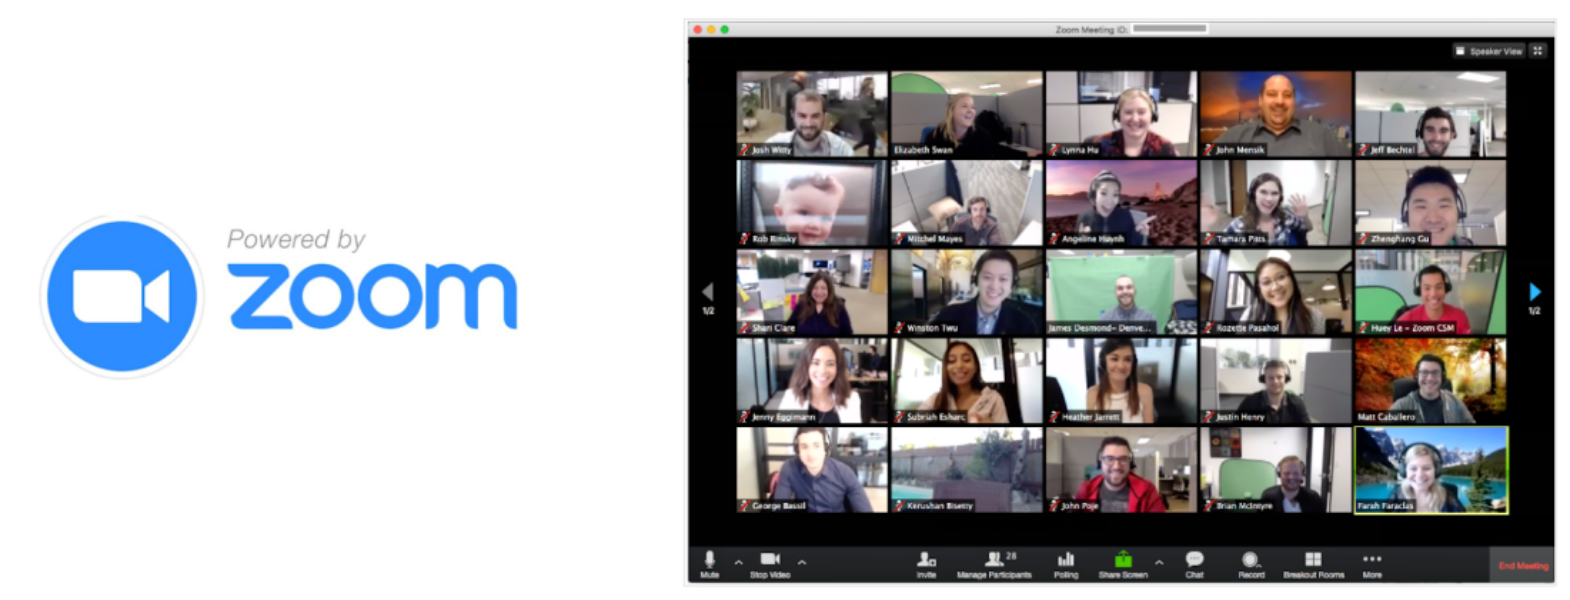 Powered by
zoom
Zoom Meeting ID:
Speaker View
Josh Witty
Elizabeth Swan
Lynna Hu
John Mensik
Jeff Bechtel
Rob Rinsky
Mitchel Mayes
Angeline Huynh
Tamara Pitts
Zhenghang Gu
1/2
1/2
Shari Clare
Winston Twu
James Desmond- Denve...
Rozette Pasahol
Huey Le - Zoom CSM
Jenny Eggimann
Subriah Esharc
Heather Jarrett
Justin Henry
Matt Caballero
George Bassil
Kerushan Bisetty
John Poje
Brian McIntyre
Farah Faraclas
Mute
Stop Video
Invite
28
Manage Participants
Polling
Share Screen
Chat
Record
Breakout Rooms
More
End Meeting